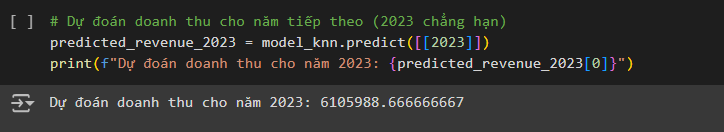 [ ] # Dự đoán doanh thu cho năm tiếp theo (2023 chẳng hạn)
predicted_revenue_2023 = model_knn.predict([[2023]])
print(f"Dự đoán doanh thu cho năm 2023: {predicted_revenue_2023[0]}")
Dự đoán doanh thu cho năm 2023: 6105988.666666667